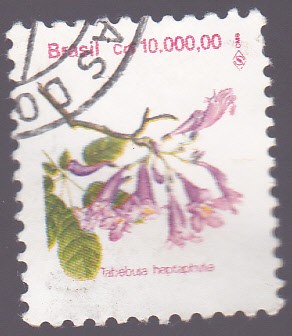 Brasil Cr$ 10.000,00
Tabebuia heptaphylla